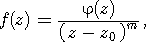 f(z) = φ(z) / (z − z₀)ᵐ ,